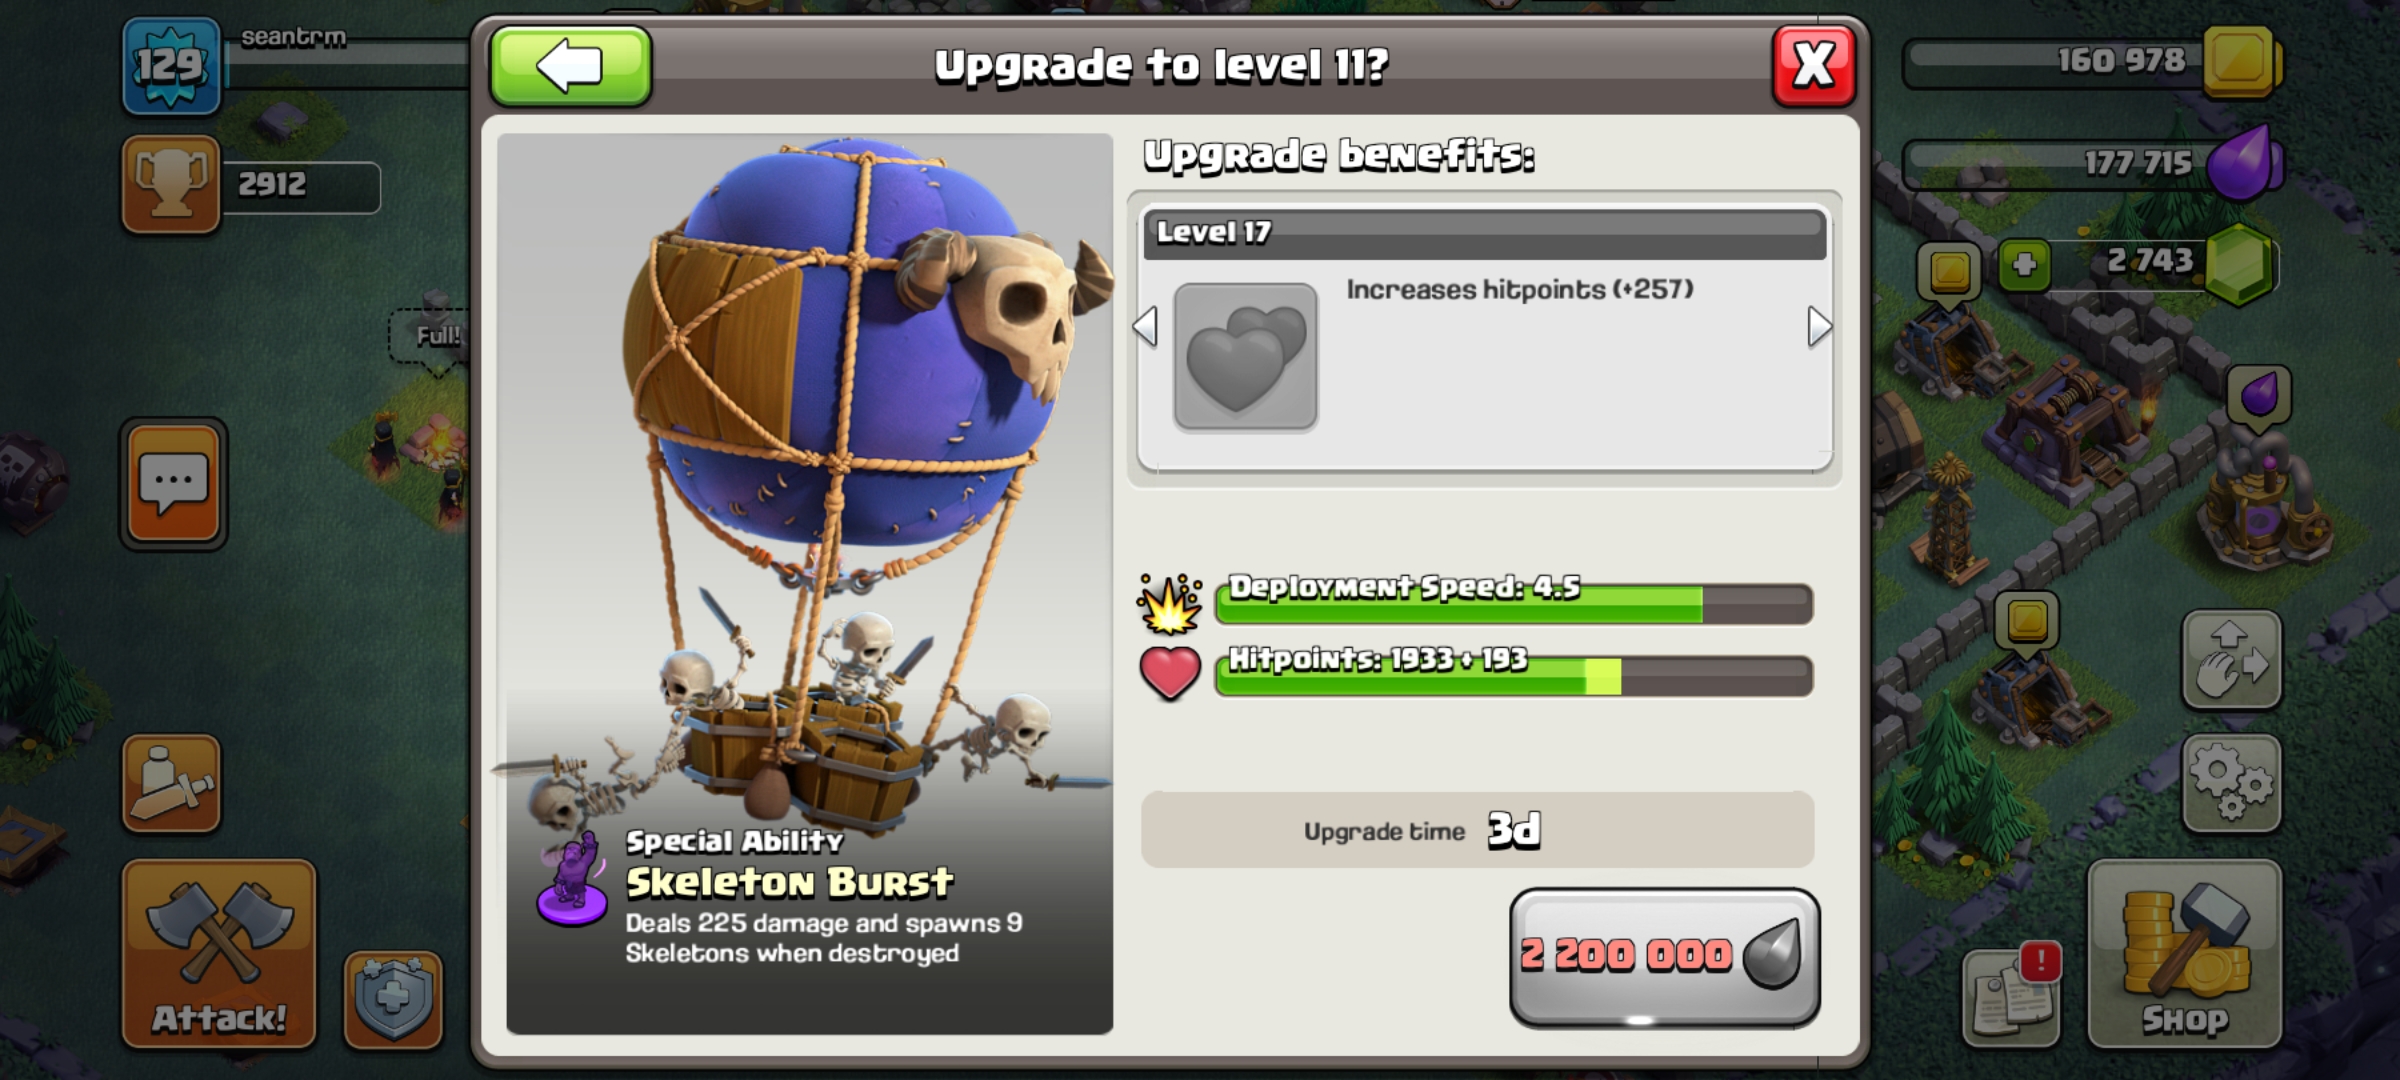 129
seantrm
2912
Full!
Attack!
Upgrade to level 11?
X
Special Ability
Skeleton Burst
Deals 225 damage and spawns 9
Skeletons when destroyed
Upgrade benefits:
Level 17
Increases hitpoints (+257)
Deployment Speed: 4.5
Hitpoints: 1933 + 193
Upgrade time 3d
2 200 000
160 978
177 715
2 743
!
Shop